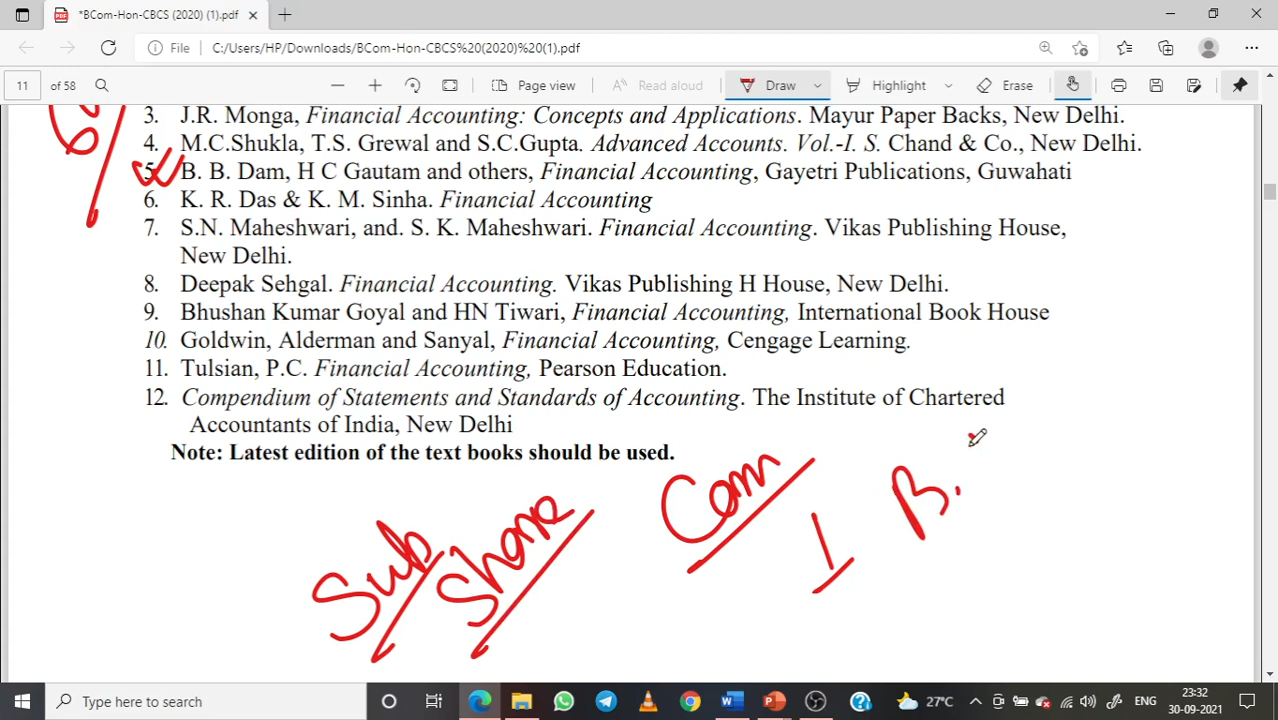 *BCom-Hon-CBCS (2020) (1).pdf
File C:/Users/HP/Downloads/BCom-Hon-CBCS%20(2020)%20(1).pdf
11 of 58 Page view Read aloud Draw Highlight Erase
3. J.R. Monga, Financial Accounting: Concepts and Applications. Mayur Paper Backs, New Delhi.
4. M.C.Shukla, T.S. Grewal and S.C.Gupta. Advanced Accounts. Vol.-I. S. Chand & Co., New Delhi.
5. B. B. Dam, H C Gautam and others, Financial Accounting, Gayetri Publications, Guwahati
6. K. R. Das & K. M. Sinha. Financial Accounting
7. S.N. Maheshwari, and. S. K. Maheshwari. Financial Accounting. Vikas Publishing House,
New Delhi.
8. Deepak Sehgal. Financial Accounting. Vikas Publishing H House, New Delhi.
9. Bhushan Kumar Goyal and HN Tiwari, Financial Accounting, International Book House
10. Goldwin, Alderman and Sanyal, Financial Accounting, Cengage Learning.
11. Tulsian, P.C. Financial Accounting, Pearson Education.
12. Compendium of Statements and Standards of Accounting. The Institute of Chartered
Accountants of India, New Delhi
Note: Latest edition of the text books should be used.
Sub Share Com I B.
Type here to search
27°C ENG 23:32
30-09-2021